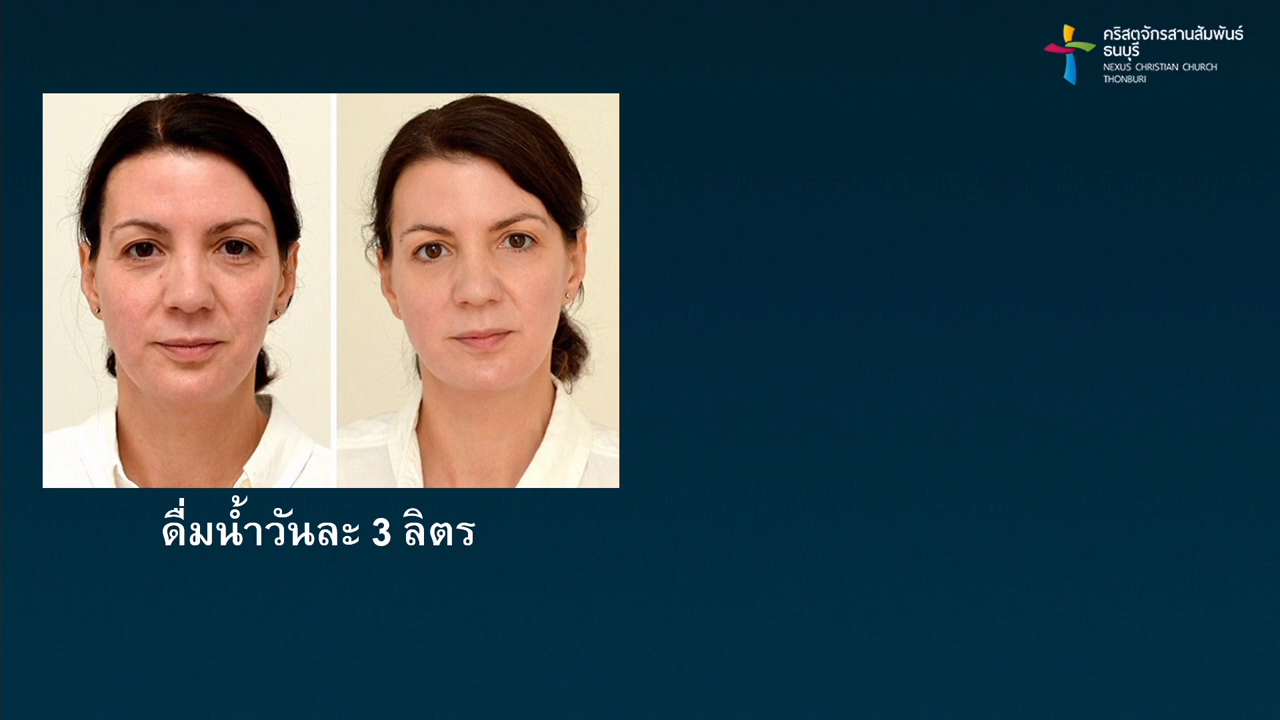 คริสตจักรสานสัมพันธ์
ธนบุรี
NEXUS CHRISTIAN CHURCH
THONBURI
ดื่มน้ำวันละ 3 ลิตร